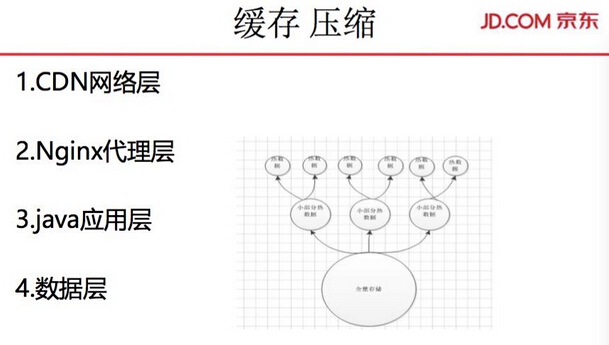 缓存 压缩
JD.COM 京东
1.CDN网络层
2.Nginx代理层
3.java应用层
4.数据层
热数
据
热数
据
热数
据
热数
据
热数
据
热数
据
小部分热
数据
小部分热
数据
小部分热
数据
全量存储